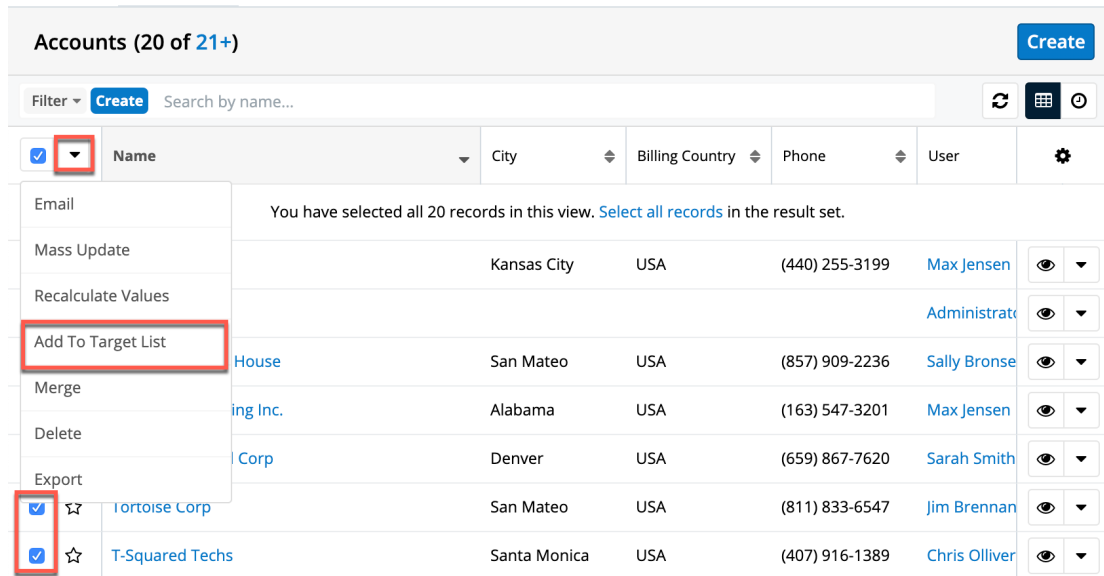 Accounts (20 of 21+) Create
Filter Create Search by name...
Name City Billing Country Phone User
Email
You have selected all 20 records in this view. Select all records in the result set.
Mass Update
Kansas City USA (440) 255-3199 Max Jensen
Recalculate Values
Administrato
Add To Target List
House San Mateo USA (857) 909-2236 Sally Bronse
Merge
ing Inc. Alabama USA (163) 547-3201 Max Jensen
Delete
Corp Denver USA (659) 867-7620 Sarah Smith
Export
Tortoise Corp San Mateo USA (811) 833-6547 Jim Brennan
T-Squared Techs Santa Monica USA (407) 916-1389 Chris Olliver